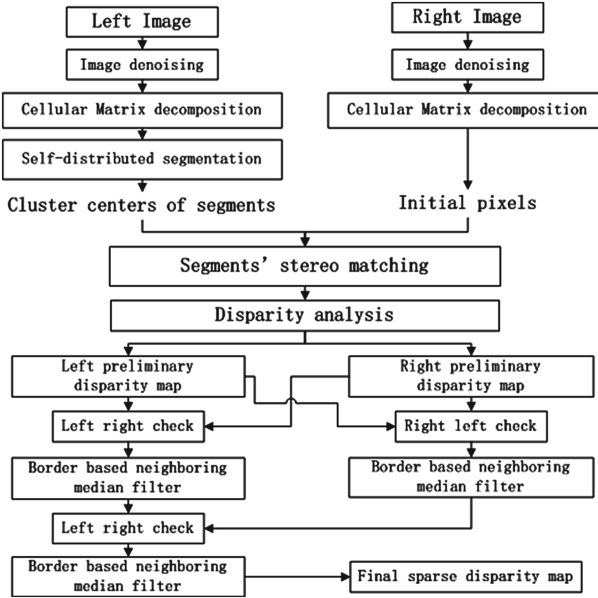 Left Image
Right Image
Image denoising
Image denoising
Cellular Matrix decomposition
Cellular Matrix decomposition
Self-distributed segmentation
Cluster centers of segments
Initial pixels
Segments' stereo matching
Disparity analysis
Left preliminary
disparity map
Right preliminary
disparity map
Left right check
Right left check
Border based neighboring
median filter
Border based neighboring
median filter
Left right check
Border based neighboring
median filter
Final sparse disparity map